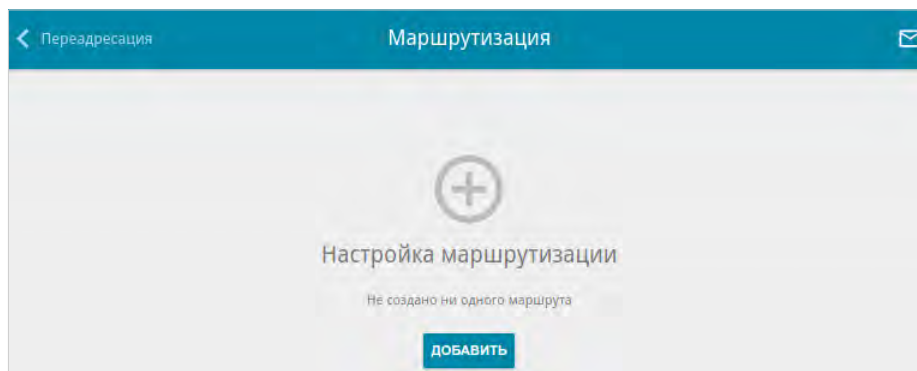 Переадресация
Маршрутизация
Настройка маршрутизации
Не создано ни одного маршрута
ДОБАВИТЬ